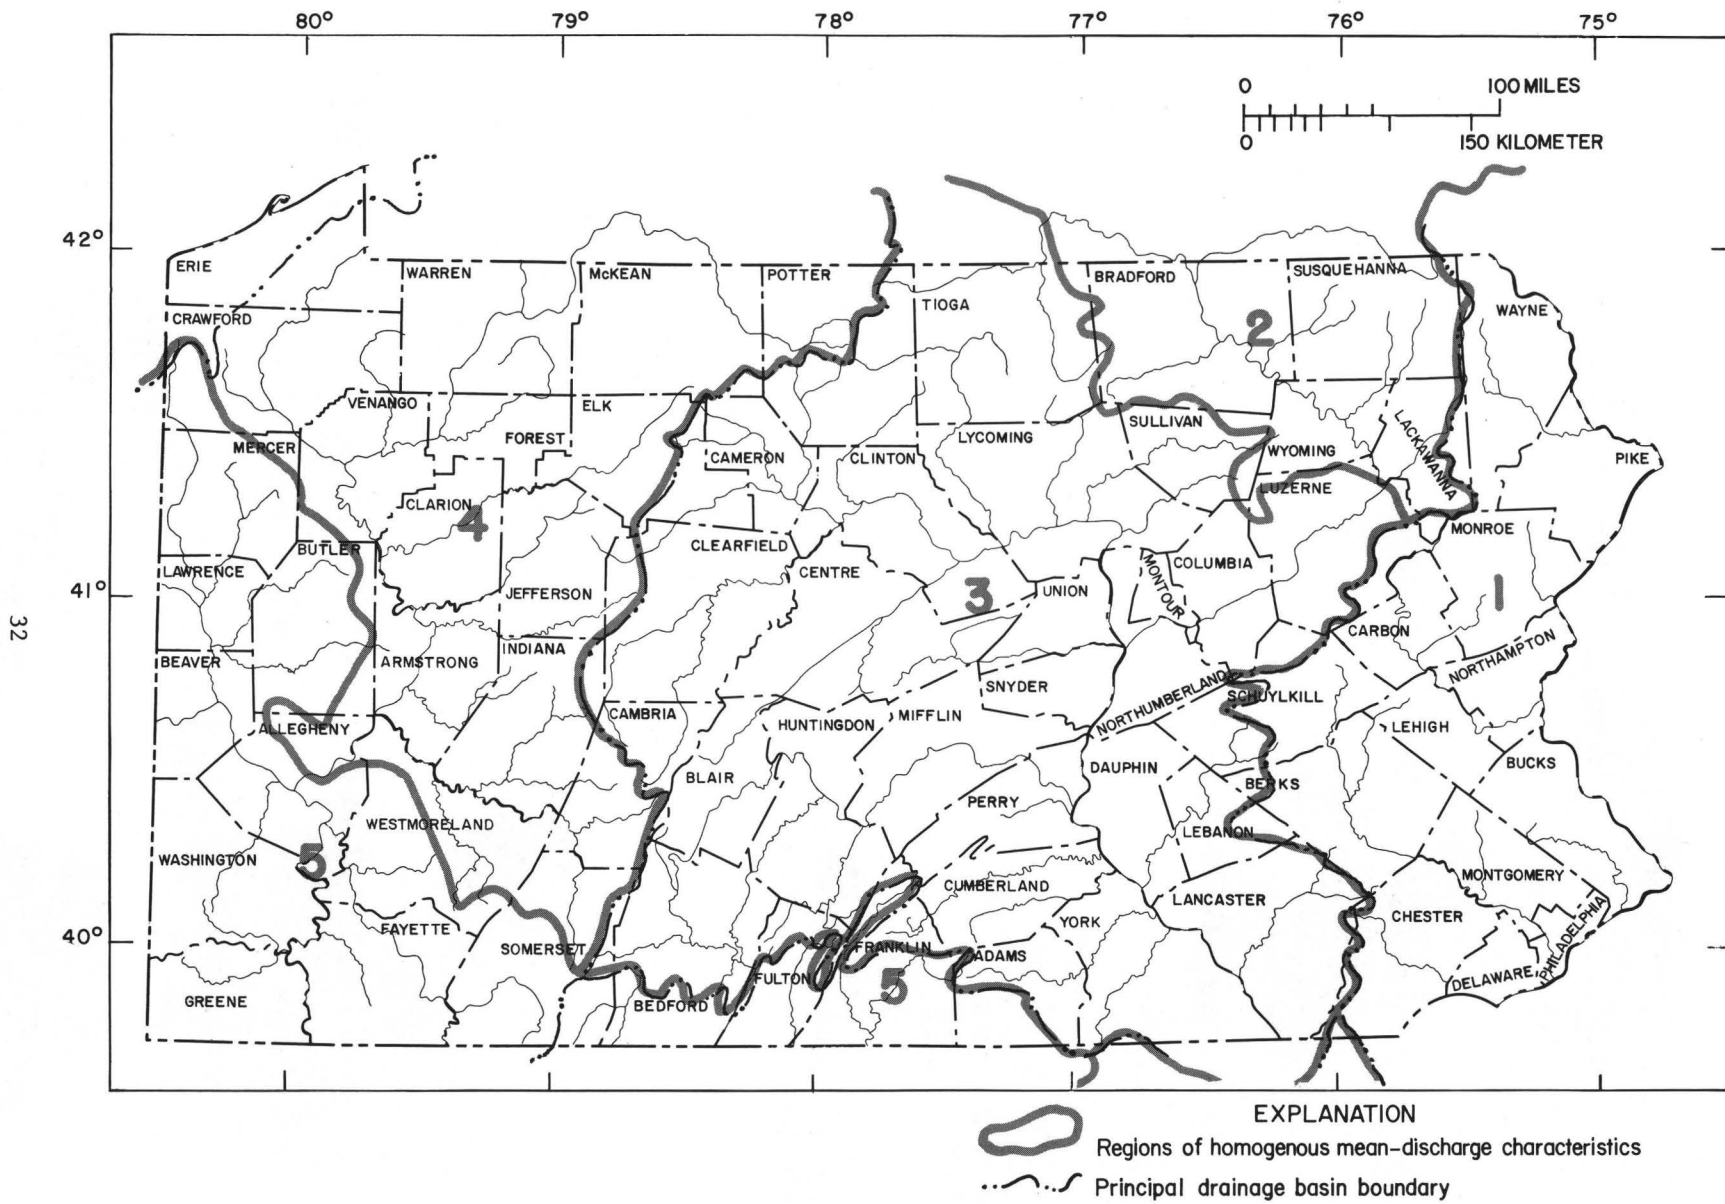 80° 79° 78° 77° 76° 75°
0 100 MILES
0 150 KILOMETER
42°
ERIE
WARREN
McKEAN
POTTER
BRADFORD
SUSQUEHANNA
CRAWFORD
TIOGA
WAYNE
2
VENANGO
ELK
FOREST
LYCOMING
SULLIVAN
LACKAWANNA
MERCER
CAMERON
CLINTON
WYOMING
PIKE
CLARION
4
LUZERNE
MONROE
BUTLER
CLEARFIELD
LAWRENCE
CENTRE
MONTOUR
COLUMBIA
41°
JEFFERSON
3
UNION
1
32
CARBON
BEAVER
ARMSTRONG
INDIANA
NORTHAMPTON
SNYDER
NORTHUMBERLAND
SCHUYLKILL
ALLEGHENY
CAMBRIA
HUNTINGDON
MIFFLIN
LEHIGH
BLAIR
DAUPHIN
BERKS
BUCKS
PERRY
WESTMORELAND
LEBANON
WASHINGTON
5
CUMBERLAND
MONTGOMERY
LANCASTER
FAYETTE
YORK
CHESTER
PHILADELPHIA
40°
SOMERSET
FRANKLIN
ADAMS
FULTON
5
DELAWARE
PHILADELPHIA
GREENE
BEDFORD
EXPLANATION
Regions of homogenous mean-discharge characteristics
Principal drainage basin boundary